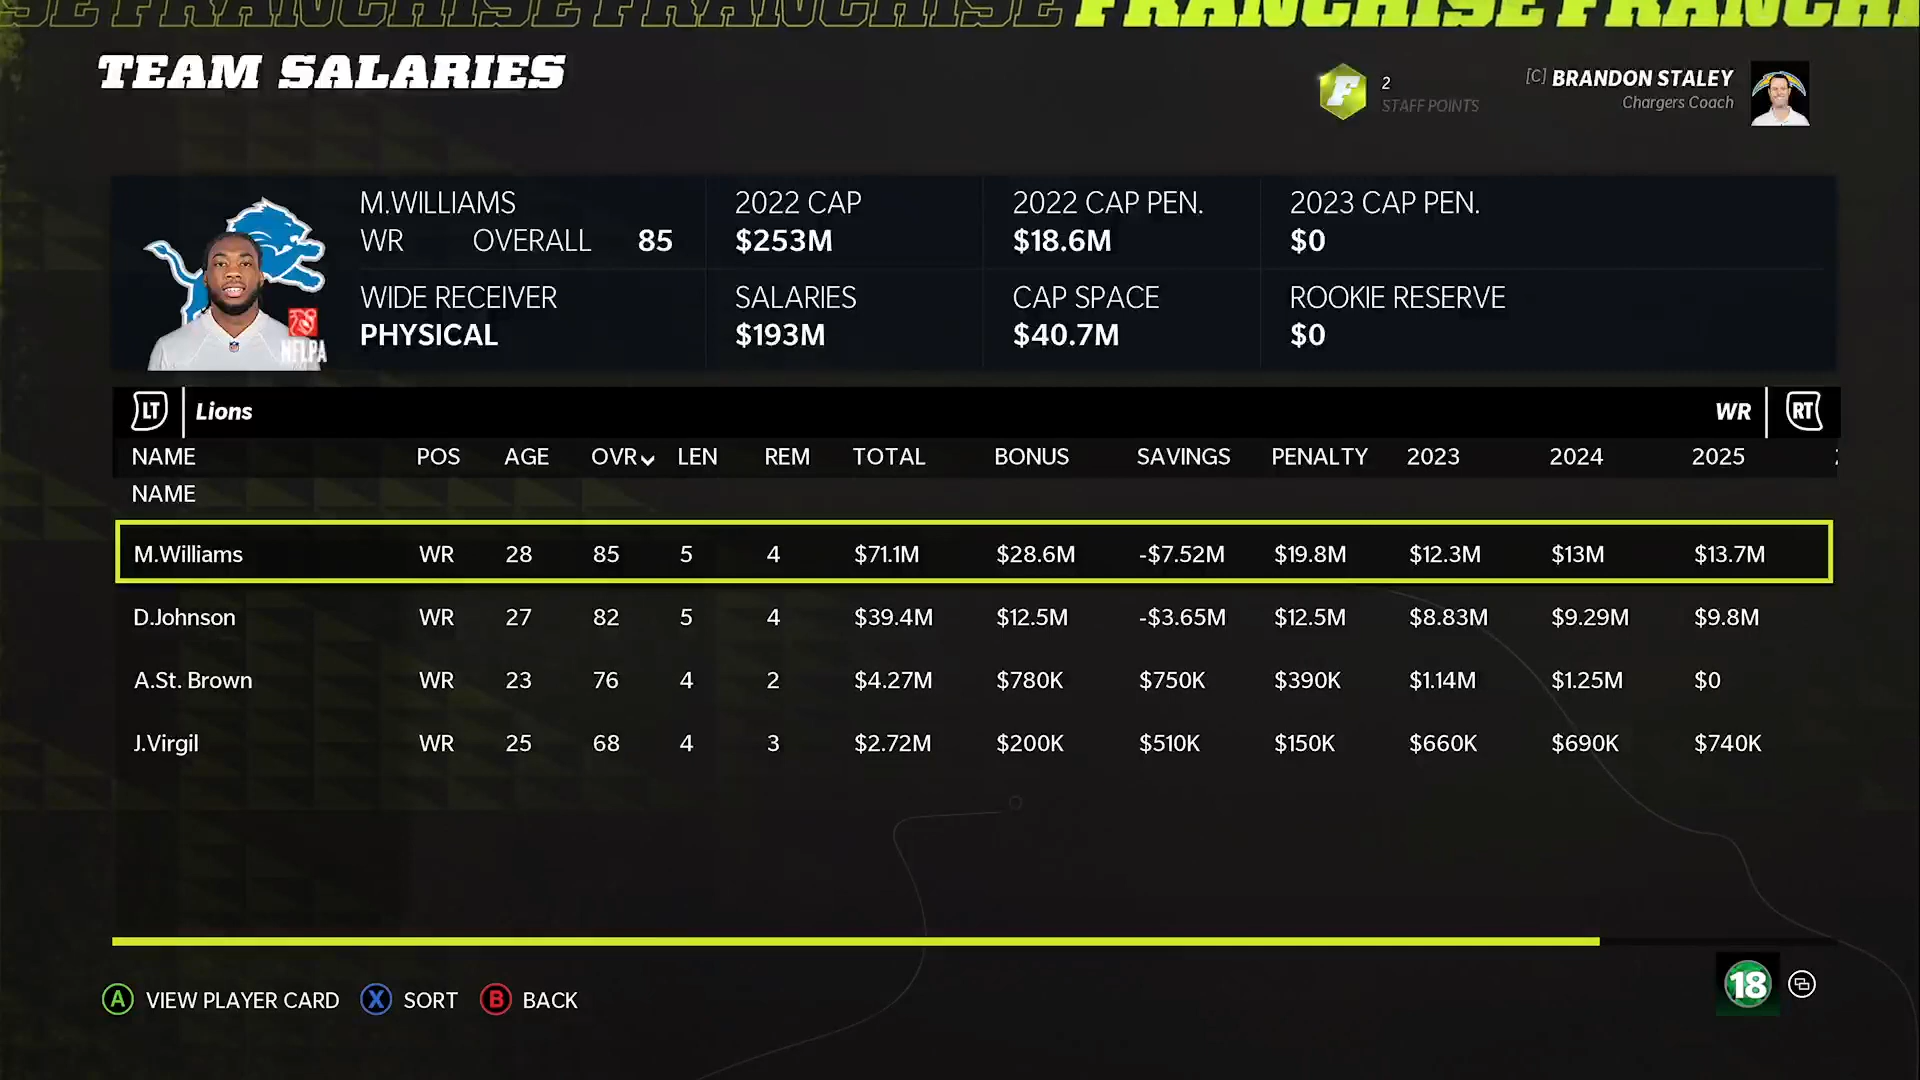 FRANCHISE FRANCHISE FRANCHISE
TEAM SALARIES
2
STAFF POINTS
[C] BRANDON STALEY
Chargers Coach
M.WILLIAMS
WR OVERALL 85
WIDE RECEIVER
PHYSICAL
NFLPA
2022 CAP
$253M
SALARIES
$193M
2022 CAP PEN.
$18.6M
CAP SPACE
$40.7M
2023 CAP PEN.
$0
ROOKIE RESERVE
$0
LT Lions WR RT
NAME POS AGE OVR LEN REM TOTAL BONUS SAVINGS PENALTY 2023 2024 2025
NAME
M.Williams WR 28 85 5 4 $71.1M $28.6M -$7.52M $19.8M $12.3M $13M $13.7M
D.Johnson WR 27 82 5 4 $39.4M $12.5M -$3.65M $12.5M $8.83M $9.29M $9.8M
A.St. Brown WR 23 76 4 2 $4.27M $780K $750K $390K $1.14M $1.25M $0
J.Virgil WR 25 68 4 3 $2.72M $200K $510K $150K $660K $690K $740K
A VIEW PLAYER CARD X SORT B BACK
18